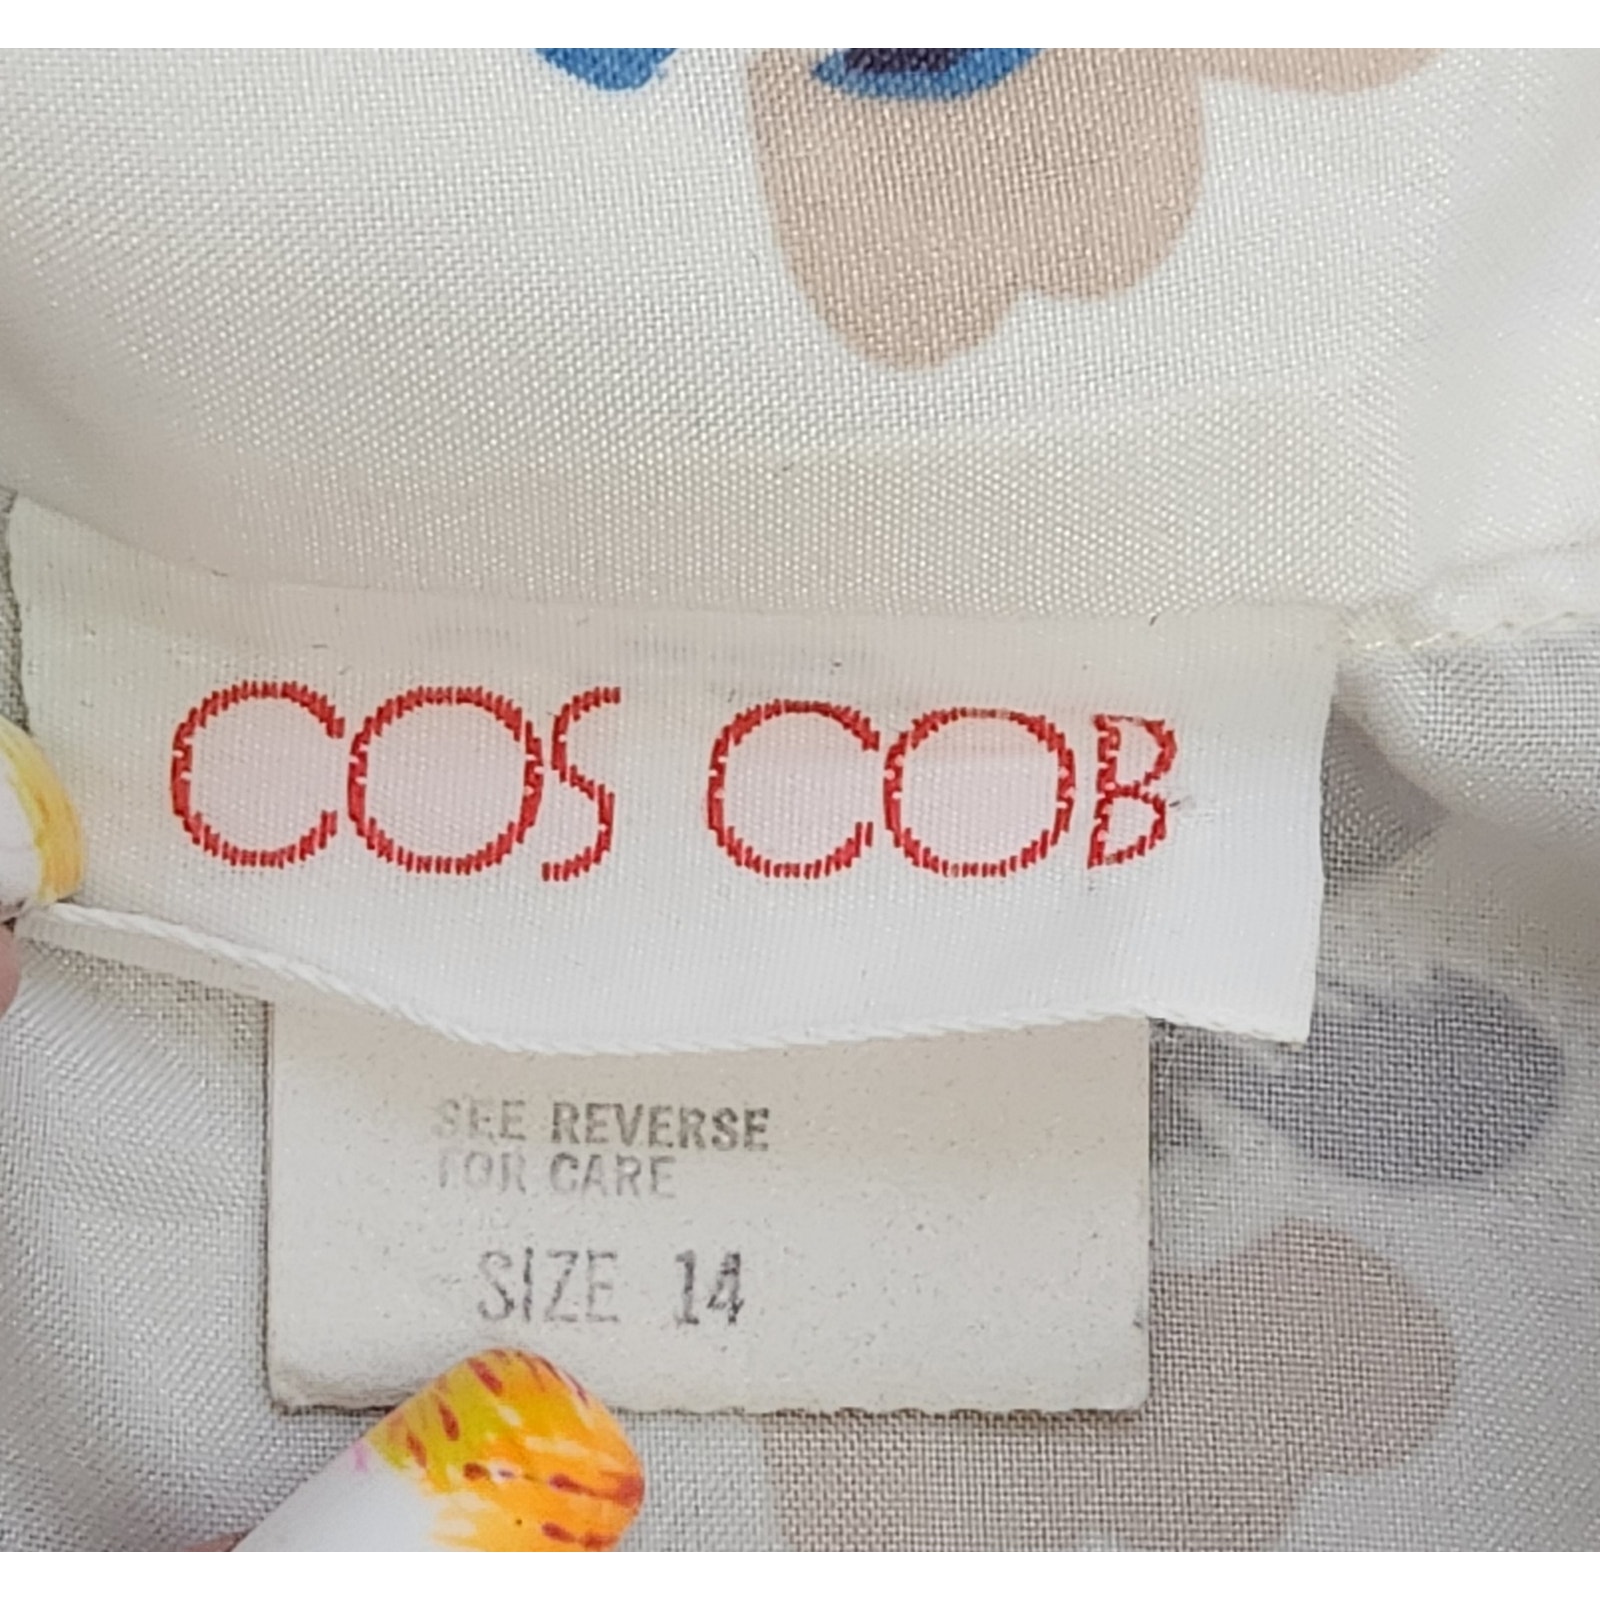 COS COB
SEE REVERSE
FOR CARE
SIZE 14